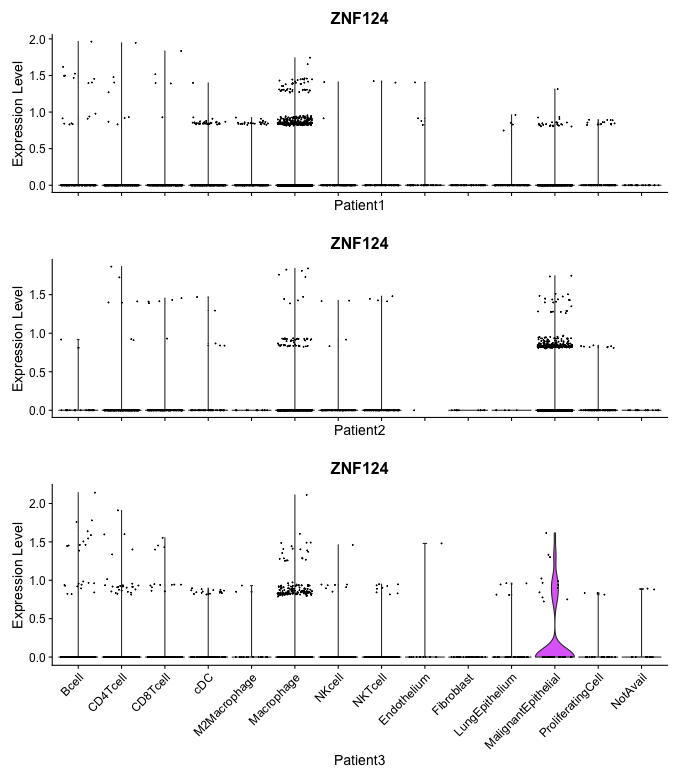 ZNF124
Expression Level
2.0
1.5
1.0
0.5
0.0
Patient1
ZNF124
Expression Level
1.5
1.0
0.5
0.0
Patient2
ZNF124
Expression Level
2.0
1.5
1.0
0.5
0.0
Bcell
CD4Tcell
CD8Tcell
cDC
M2Macrophage
Macrophage
NKcell
NKTcell
Endothelium
Fibroblast
LungEpithelium
MalignantEpithelial
ProliferatingCell
NotAvail
Patient3